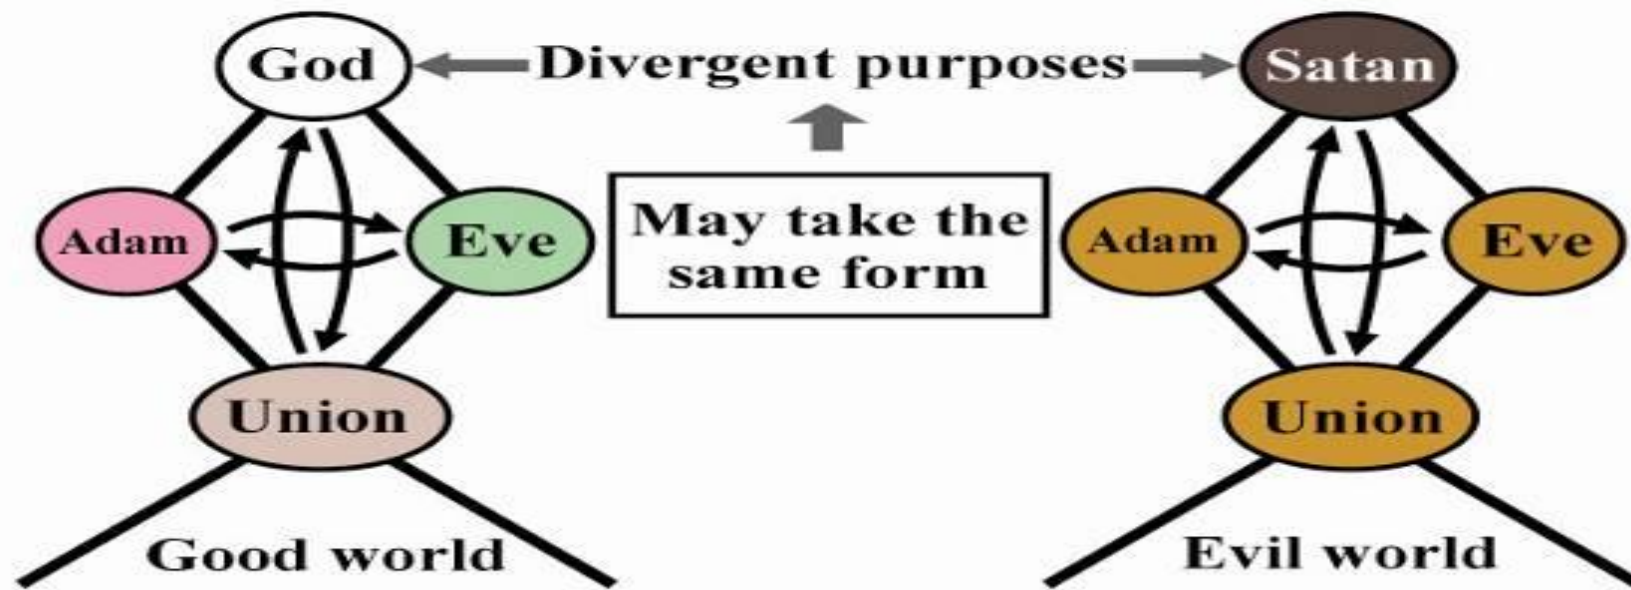 God
Divergent purposes
Satan
Adam
Eve
May take the
same form
Adam
Eve
Union
Union
Good world
Evil world